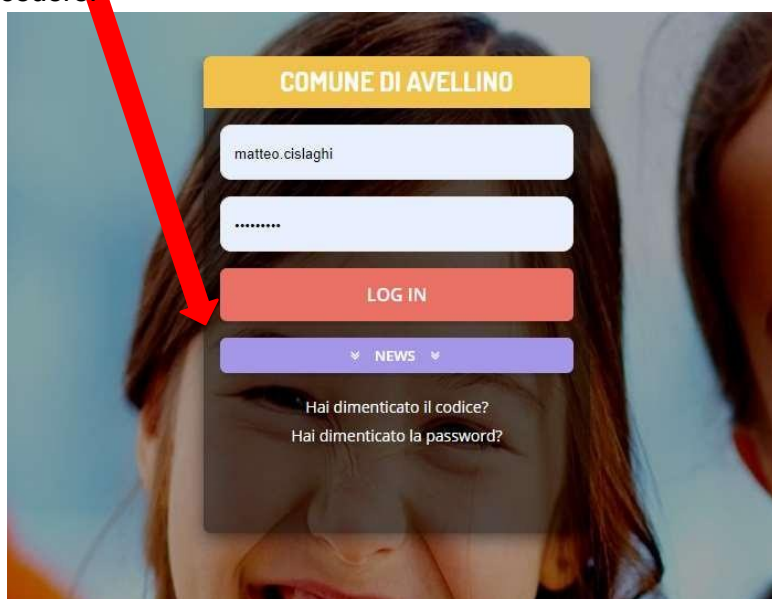 COMUNE DI AVELLINO
matteo.cislaghi
•••••••••
LOG IN
NEWS
Hai dimenticato il codice?
Hai dimenticato la password?